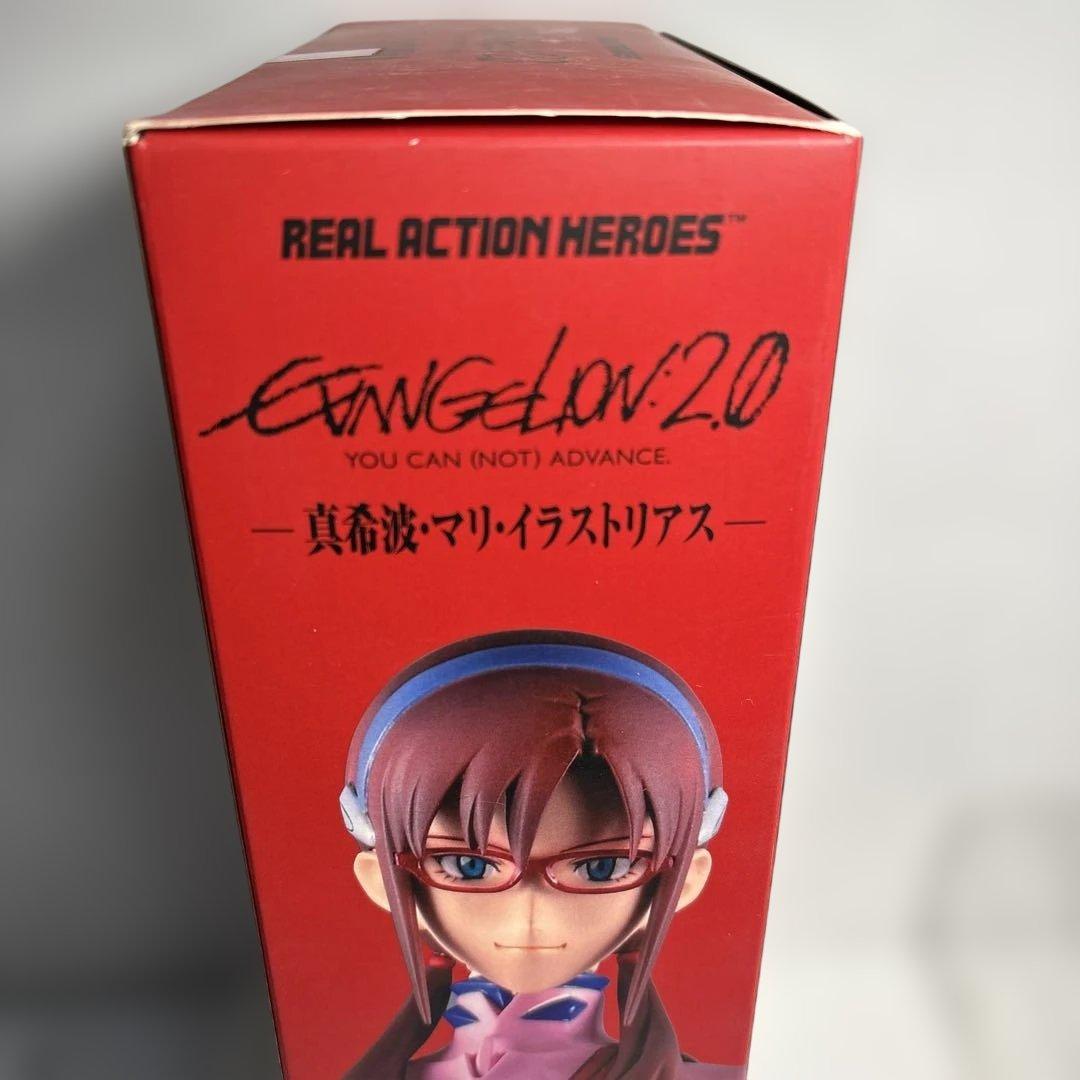 REAL ACTION HEROES™
EVANGELION:2.0
YOU CAN (NOT) ADVANCE.
— 真希波・マリ・イラストリアス —